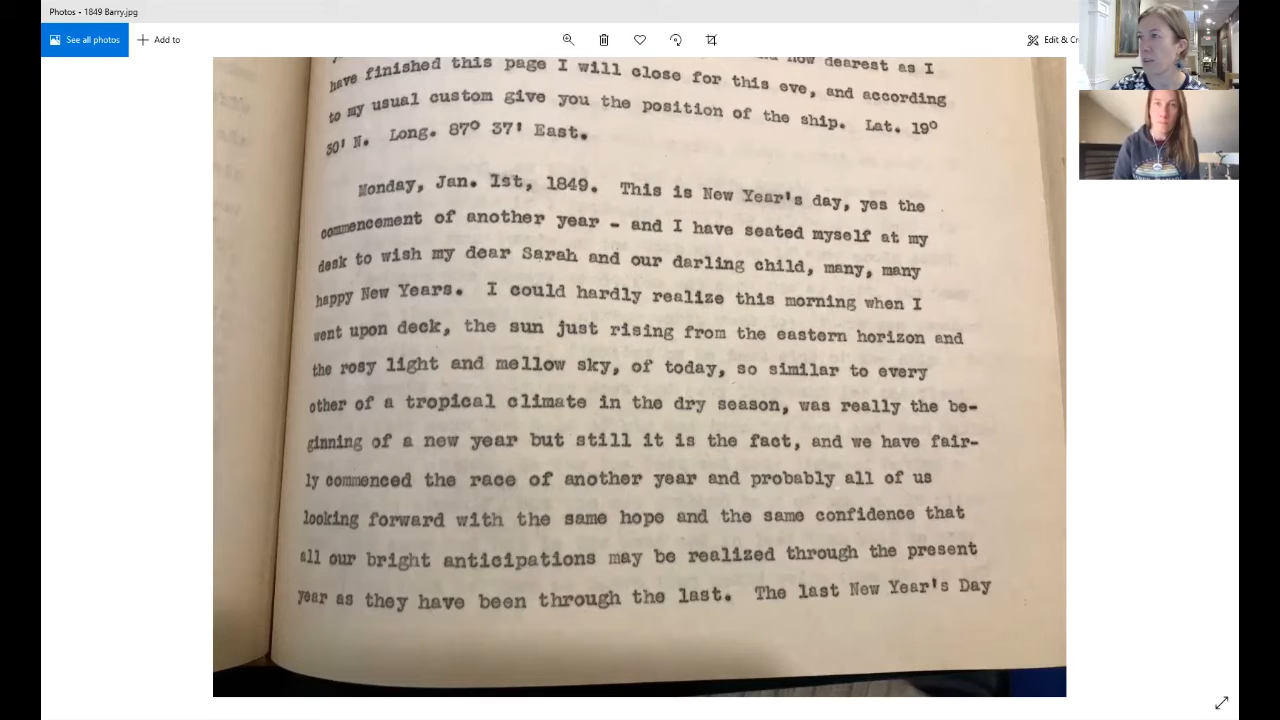 Photos - 1849 Barry.jpg
See all photos
Add to
Edit &
now dearest as I
have finished this page I will close for this eve, and according
to my usual custom give you the position of the ship. Lat. 19°
30' N. Long. 87° 37' East.
Monday, Jan. 1st, 1849. This is New Year's day, yes the
commencement of another year - and I have seated myself at my
desk to wish my dear Sarah and our darling child, many, many
happy New Years. I could hardly realize this morning when I
went upon deck, the sun just rising from the eastern horizon and
the rosy light and mellow sky, of today, so similar to every
other of a tropical climate in the dry season, was really the be-
ginning of a new year but still it is the fact, and we have fair-
ly commenced the race of another year and probably all of us
looking forward with the same hope and the same confidence that
all our bright anticipations may be realized through the present
year as they have been through the last. The last New Year's Day